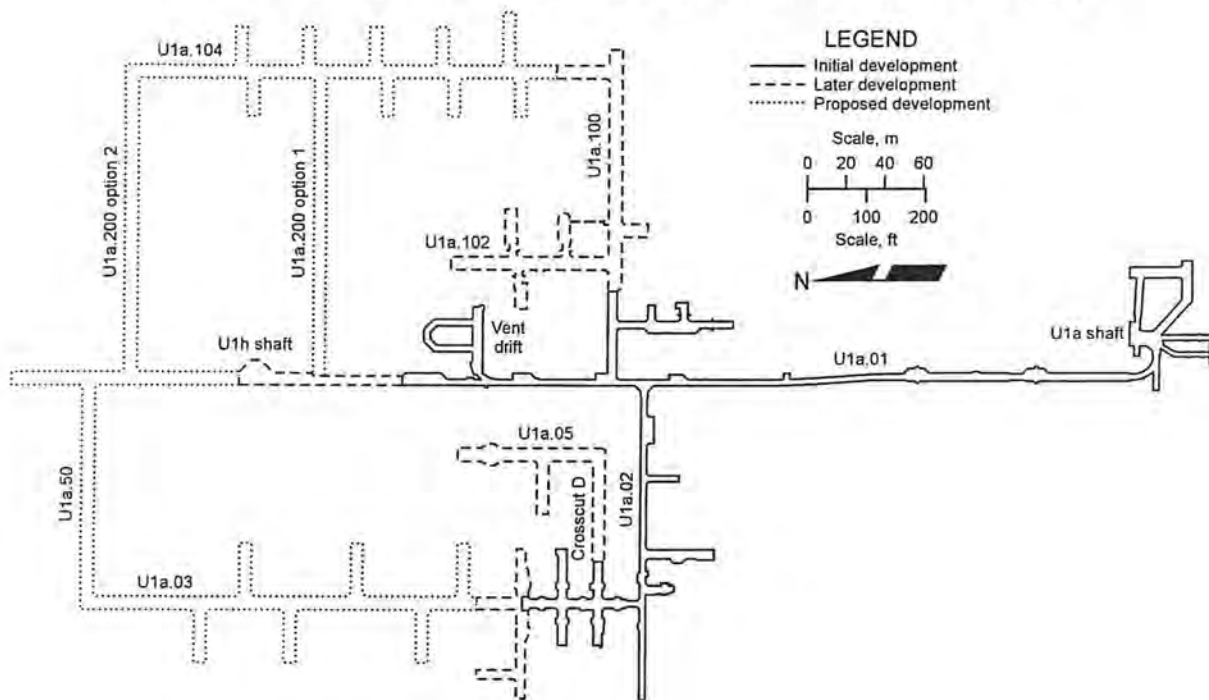 U1a.104
LEGEND
Initial development
Later development
Proposed development
Scale, m
0 20 40 60
0 100 200
Scale, ft
N
U1a.200 option 2
U1a.200 option 1
U1a.100
U1a.102
U1h shaft
Vent
drift
U1a shaft
U1a.01
U1a.05
U1a.50
Crosscut D
U1a.02
U1a.03